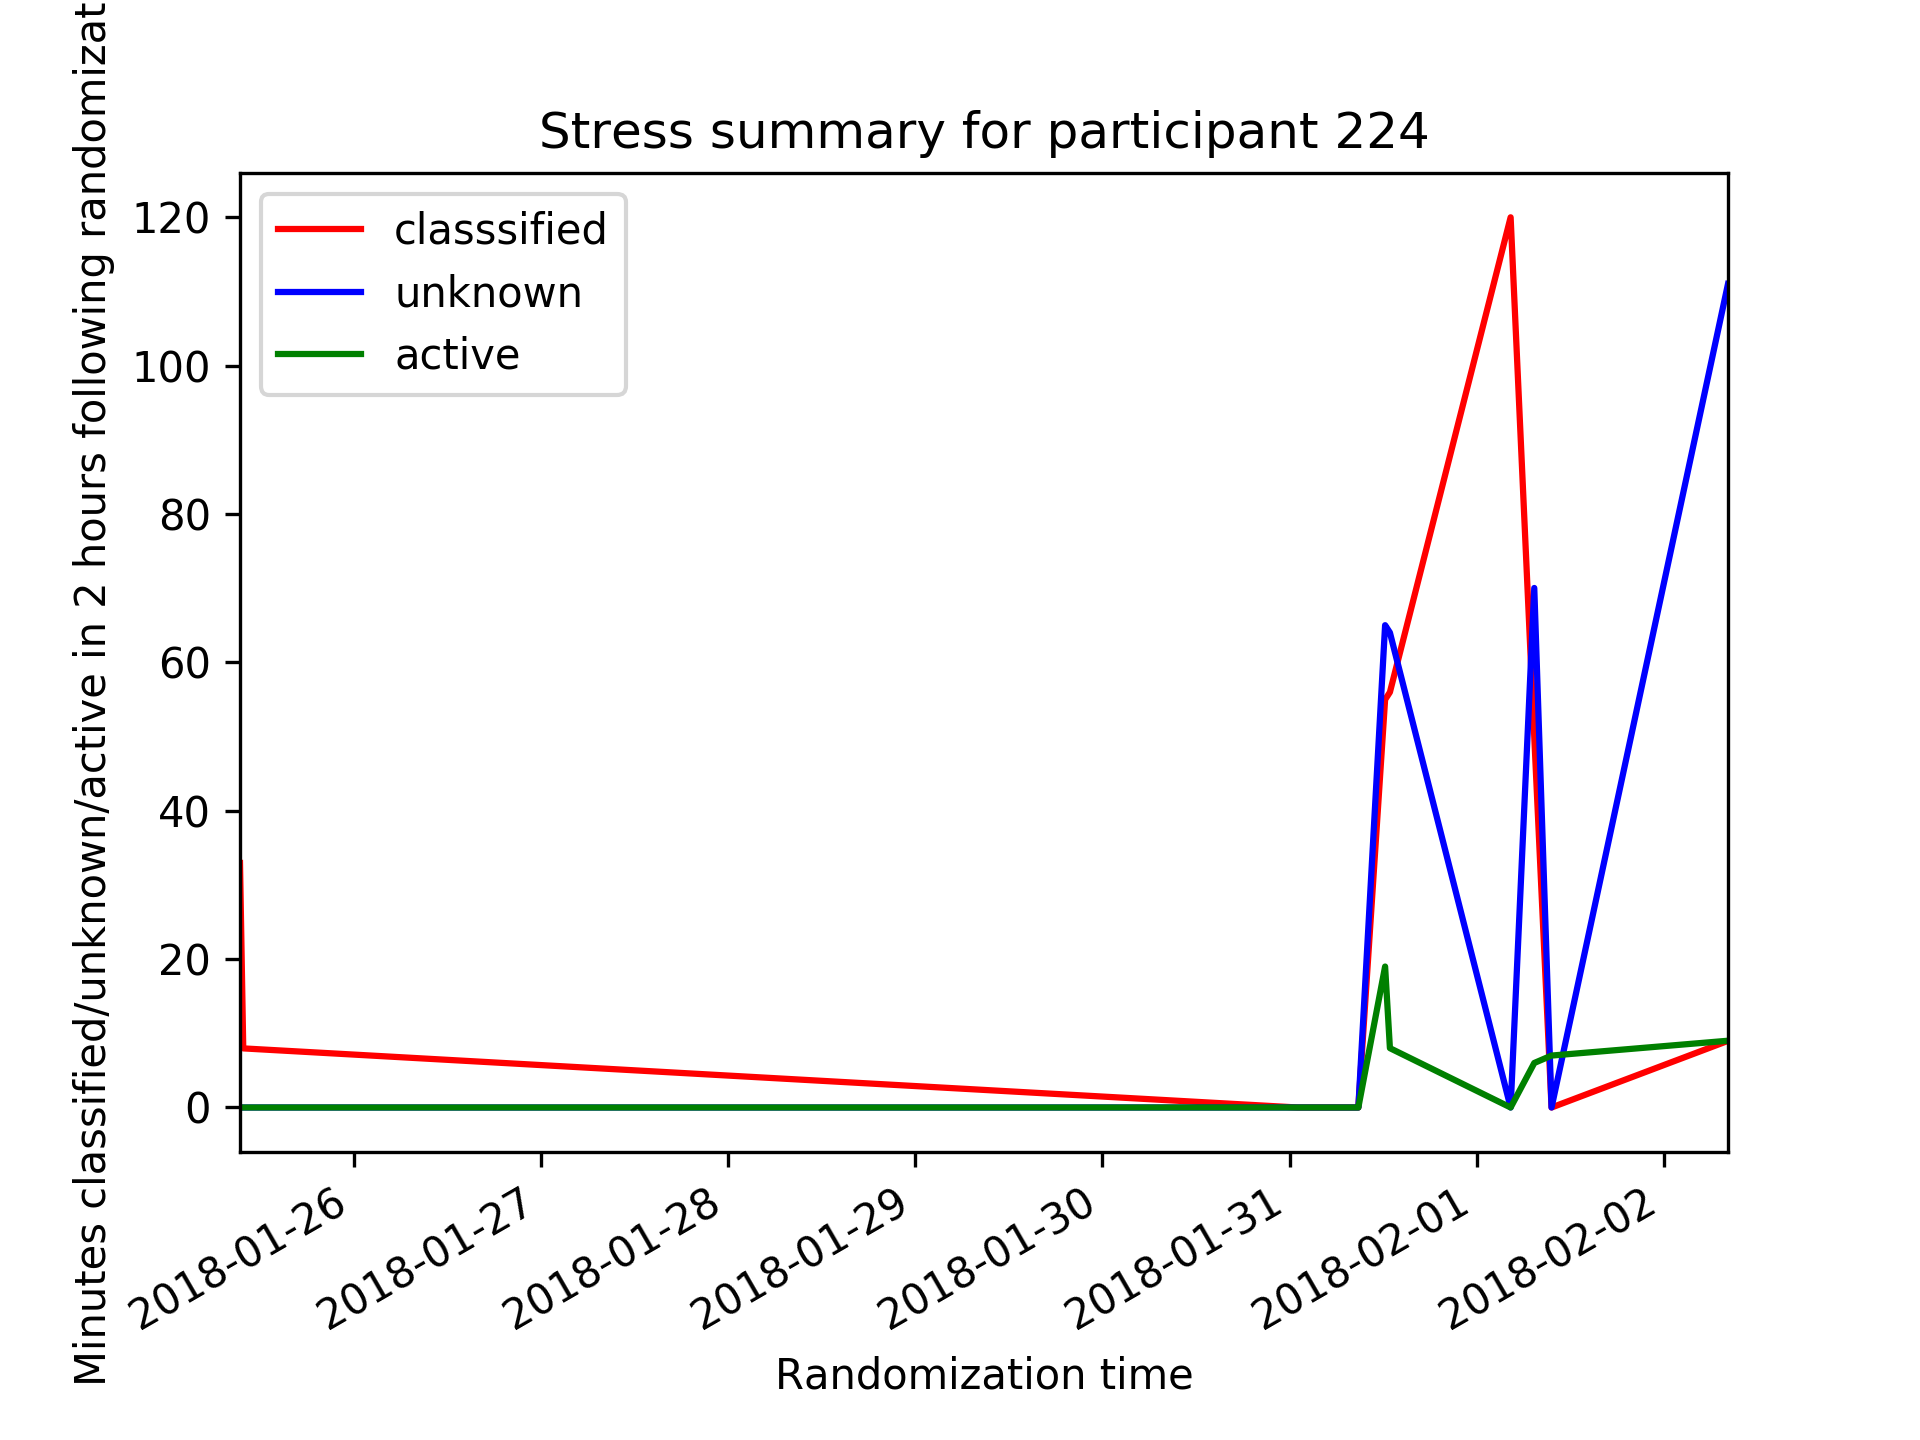 Stress summary for participant 224
Minutes classified/unknown/active in 2 hours following
120
100
80
60
40
20
0
classsified
unknown
active
2018-01-26
2018-01-27
2018-01-28
2018-01-29
2018-01-30
2018-01-31
2018-02-01
2018-02-02
Randomization time